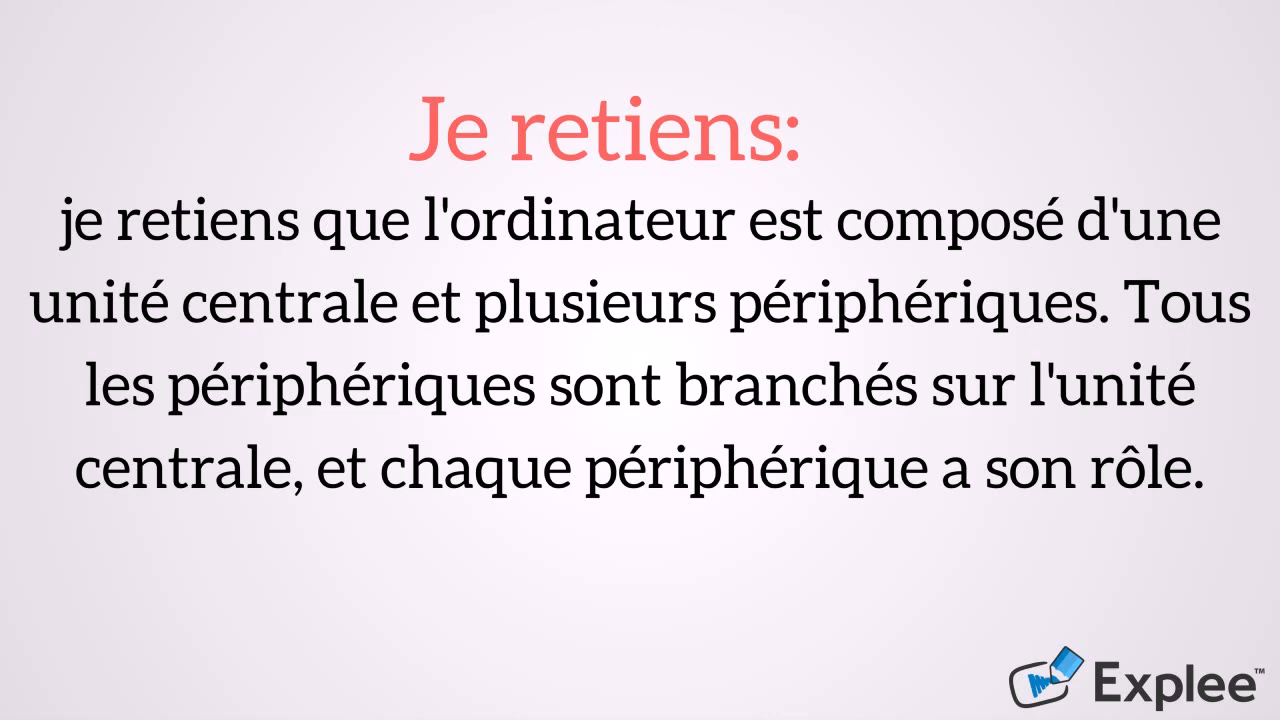 Je retiens:
je retiens que l'ordinateur est composé d'une
unité centrale et plusieurs périphériques. Tous
les périphériques sont branchés sur l'unité
centrale, et chaque périphérique a son rôle.
Explee™